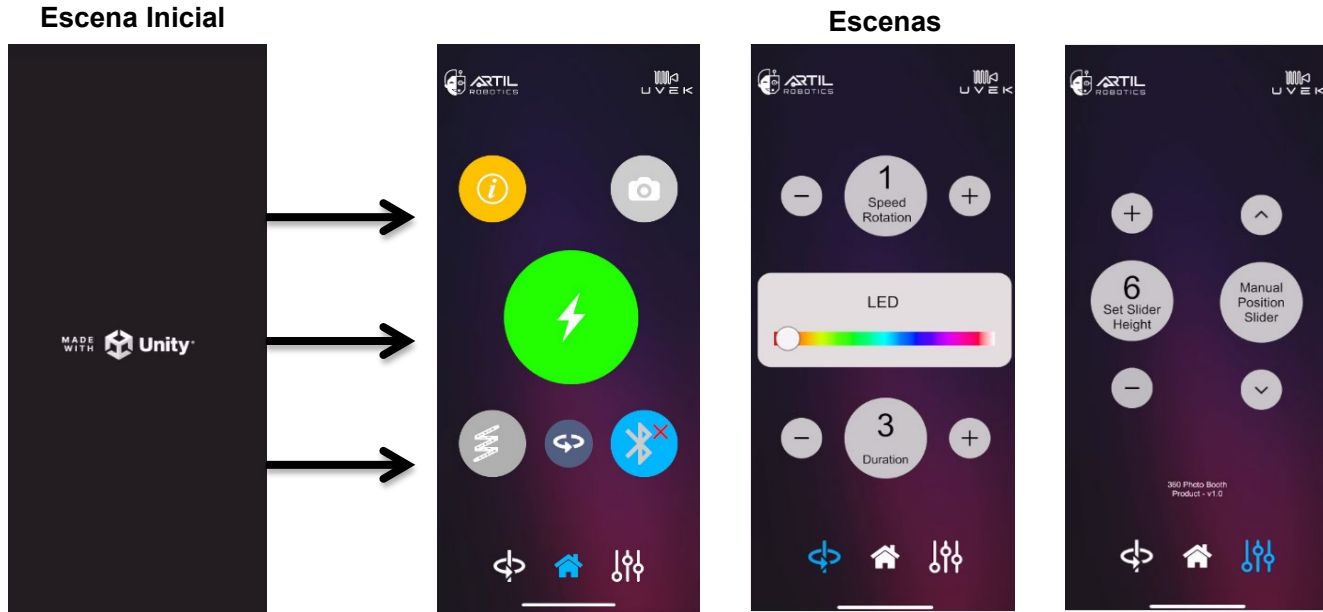 Escena Inicial
Escenas
MADE
WITH
Unity
ARTIL
ROBOTICS
UVEK
i
ARTIL
ROBOTICS
UVEK
1
Speed
Rotation
LED
3
Duration
ARTIL
ROBOTICS
UVEK
6
Set Slider
Height
Manual
Position
Slider
360 Photo Booth
Product - v1.0